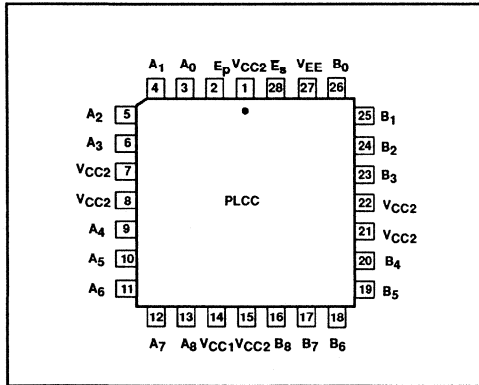 A1 A0 Ep VCC2 Es VEE B0
4 3 2 1 28 27 26
A2 5 25 B1
A3 6 24 B2
VCC2 7 23 B3
VCC2 8 PLCC 22 VCC2
A4 9 21 VCC2
A5 10 20 B4
A6 11 19 B5
12 13 14 15 16 17 18
A7 A8 VCC1 VCC2 B8 B7 B6